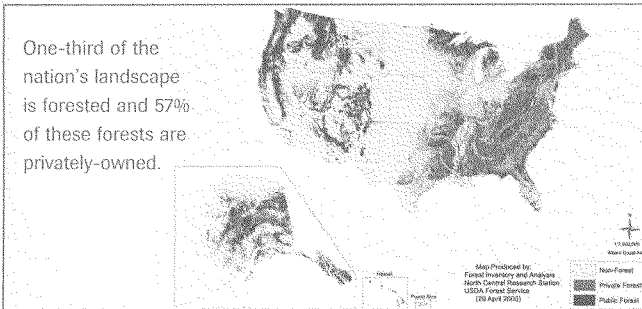 One-third of the
nation's landscape
is forested and 57%
of these forests are
privately-owned.
Hawaii
Puerto Rico
Map Produced by:
Forest Inventory and Analysis
North Central Research Station
USDA Forest Service
(29 April 2005)
Non-Forest
Private Forest
Public Forest